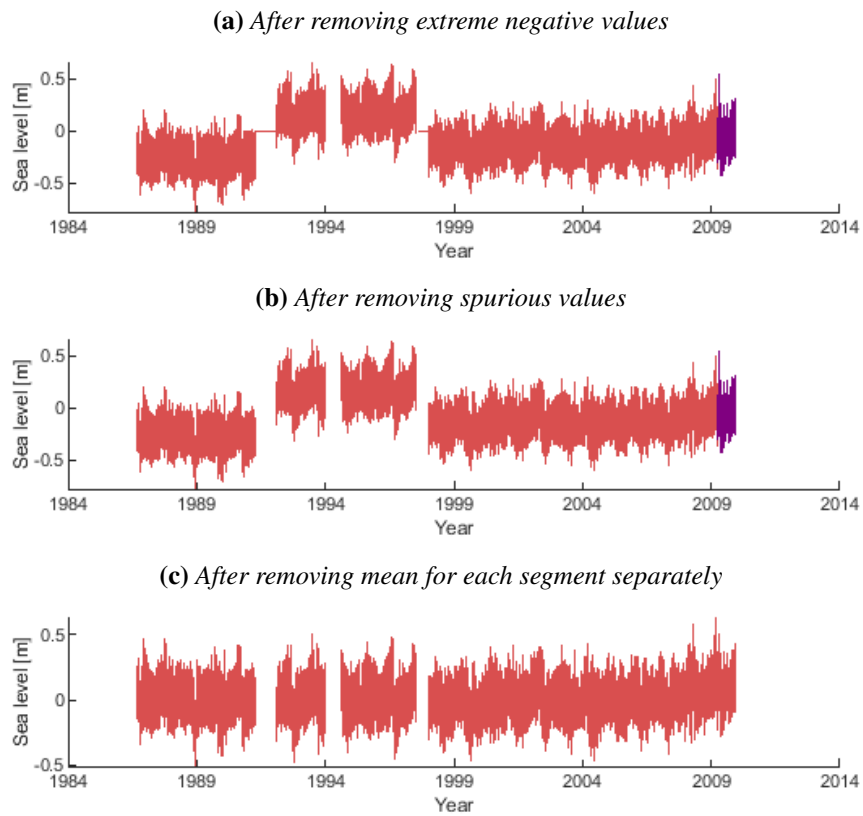 (a) After removing extreme negative values
Sea level [m]
0.5
0
-0.5
1984 1989 1994 1999 2004 2009 2014
Year
(b) After removing spurious values
Sea level [m]
0.5
0
-0.5
1984 1989 1994 1999 2004 2009 2014
Year
(c) After removing mean for each segment separately
Sea level [m]
0.5
0
-0.5
1984 1989 1994 1999 2004 2009 2014
Year